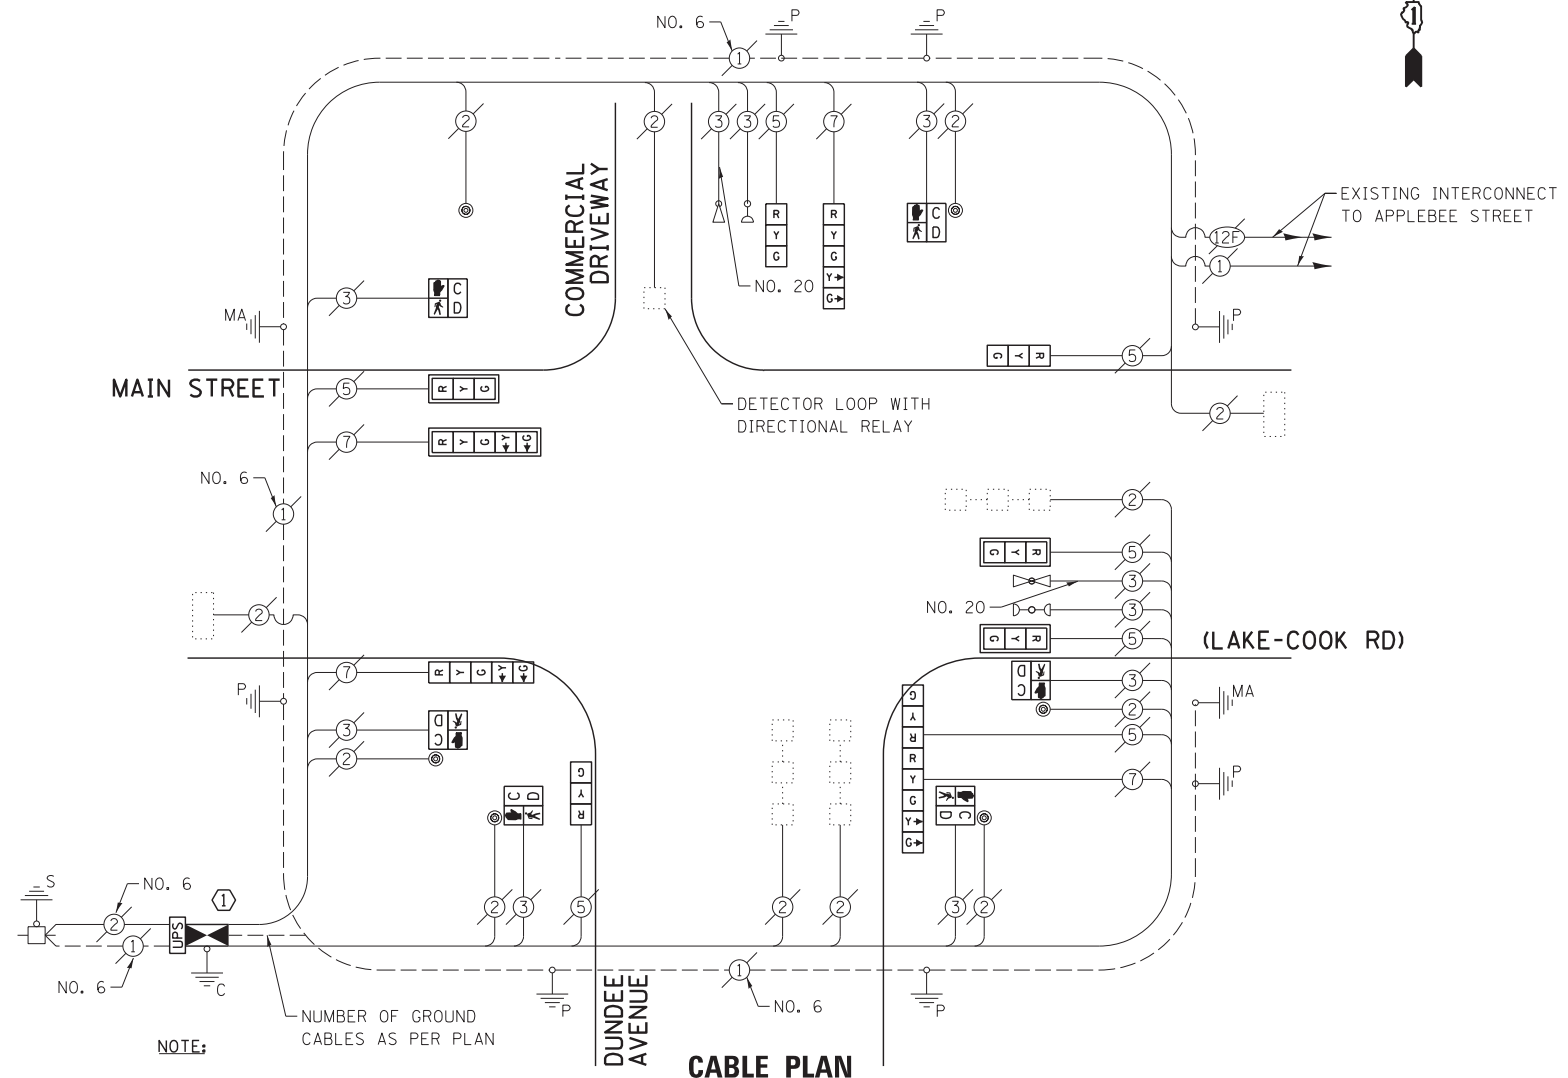 NO. 6
1
P
P
1
2
2
3
3
5
7
3
2
COMMERCIAL
DRIVEWAY
R
Y
G
R
Y
G
Y
G
C
D
NO. 20
EXISTING INTERCONNECT
TO APPLEBEE STREET
12F
1
3
C
D
MA
P
R
Y
G
5
MAIN STREET
5
R
Y
G
7
R
Y
G
Y
G
DETECTOR LOOP WITH
DIRECTIONAL RELAY
2
NO. 6
1
2
R
Y
G
5
3
NO. 20
3
R
Y
G
5
(LAKE-COOK RD)
2
P
7
R
Y
G
Y
G
3
C
D
2
C
D
3
2
MA
5
7
P
G
Y
R
R
Y
G
Y
G
G
Y
R
C
D
C
D
2
3
5
2
2
3
2
S
NO. 6
2
1
UPS
1
NO. 6
C
P
1
NO. 6
P
NUMBER OF GROUND
CABLES AS PER PLAN
DUNDEE
AVENUE
NOTE:
CABLE PLAN